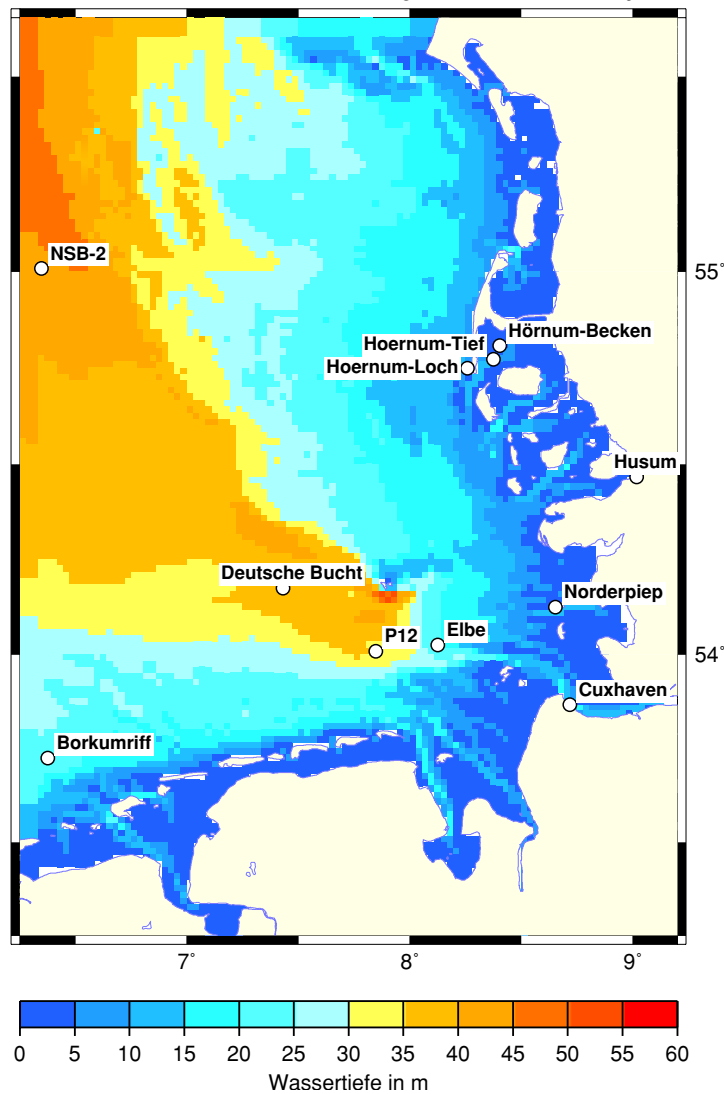 NSB-2
55°
Hörnum-Becken
Hoernum-Tief
Hoernum-Loch
Husum
Deutsche Bucht
Norderpiep
Elbe
P12
54°
Cuxhaven
Borkumriff
7° 8° 9°
0 5 10 15 20 25 30 35 40 45 50 55 60
Wassertiefe in m